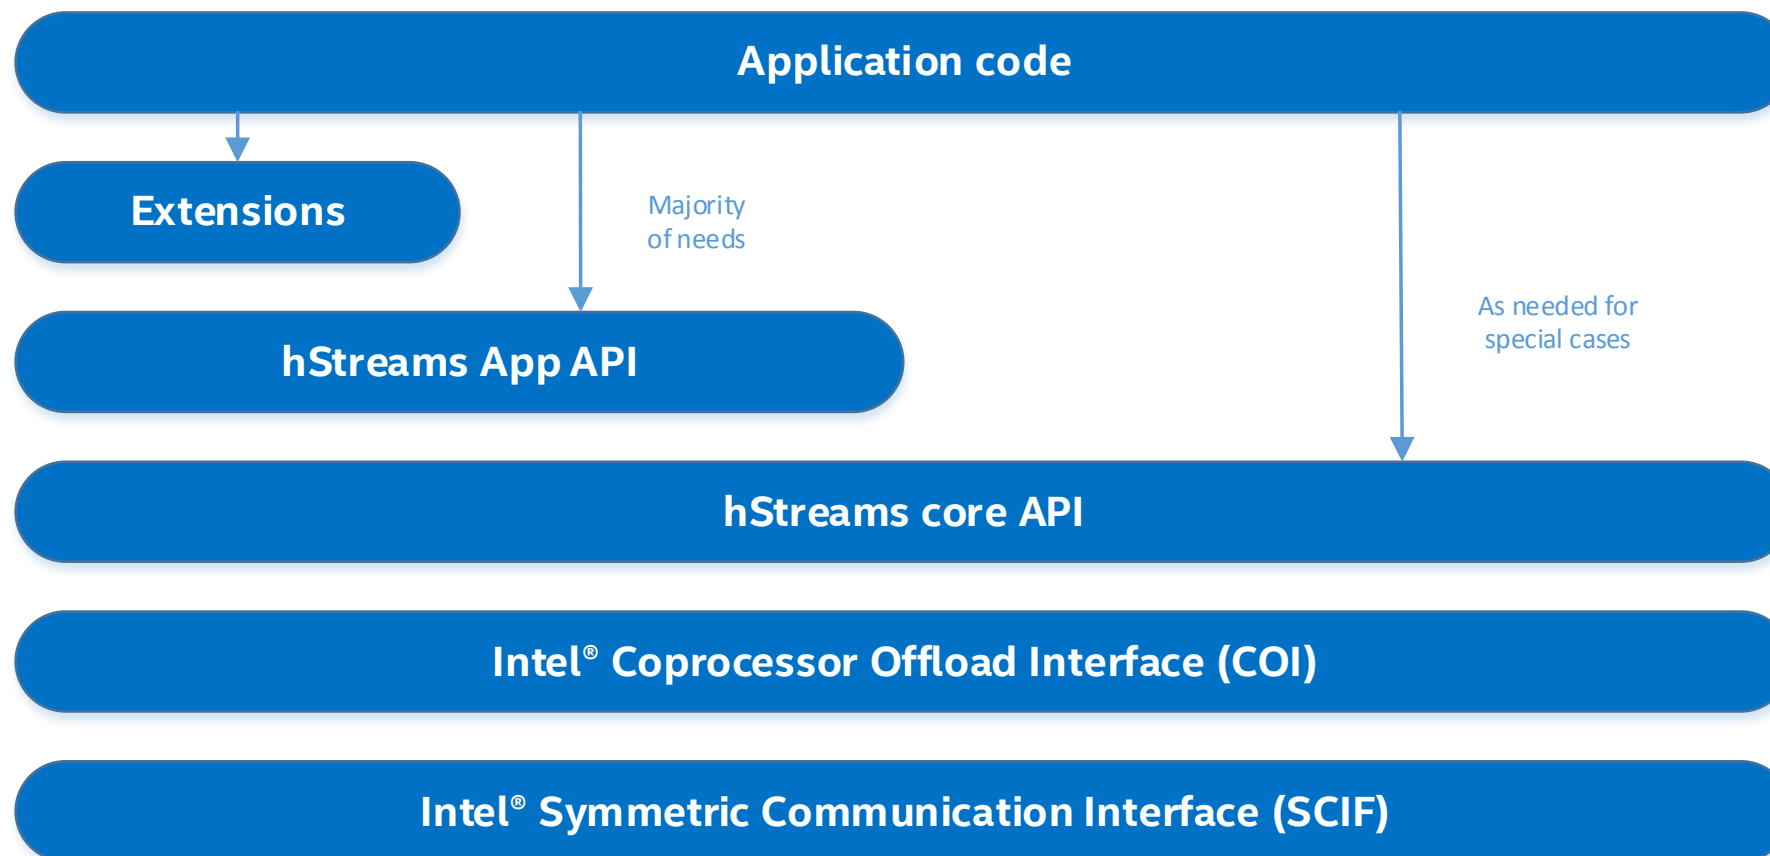 Application code
Extensions
Majority
of needs
As needed for
special cases
hStreams App API
hStreams core API
Intel® Coprocessor Offload Interface (COI)
Intel® Symmetric Communication Interface (SCIF)